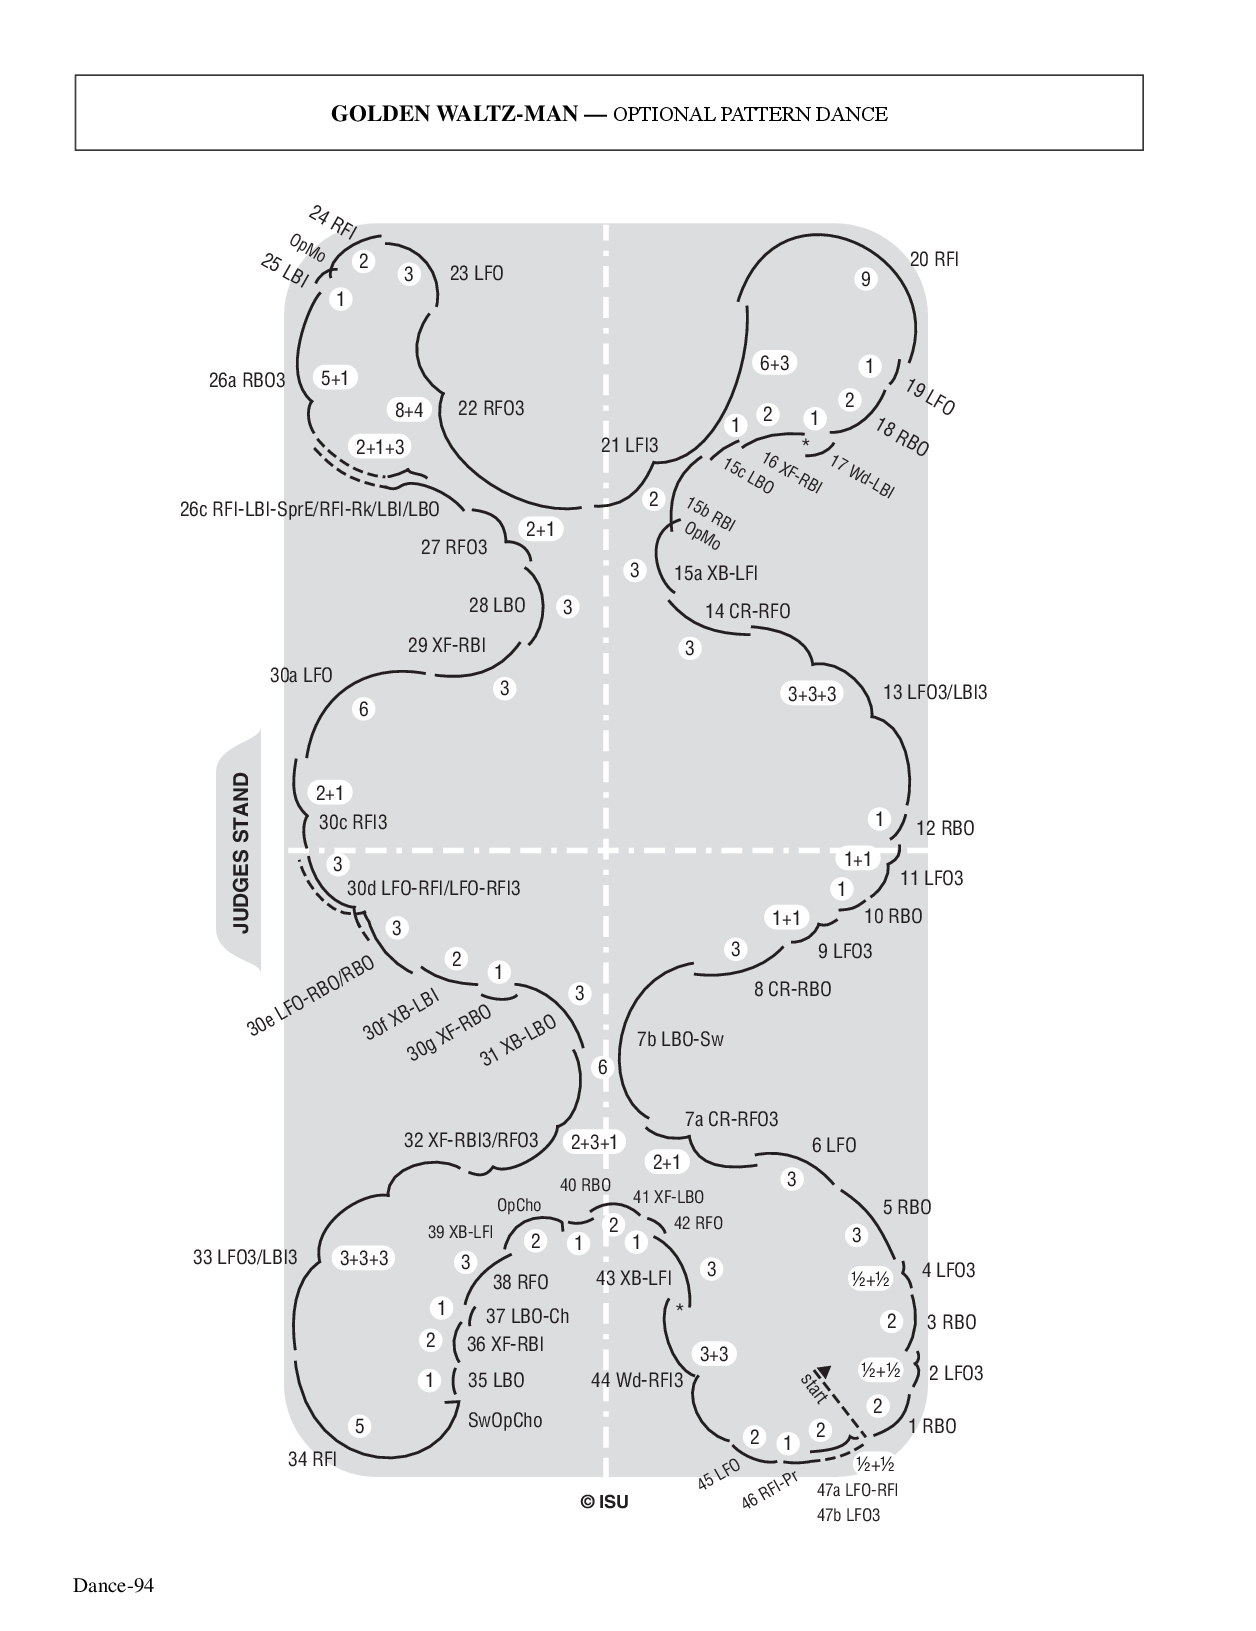 GOLDEN WALTZ-MAN — OPTIONAL PATTERN DANCE
24 RFI
OpMo
25 LBI
2
3
23 LFO
1
20 RFI
9
26a RBO3
5+1
8+4
22 RFO3
2+1+3
6+3
1
19 LFO
2
18 RBO
1
2
1
*
17 Wd-LBI
16 XF-RBI
15c LBO
21 LFI3
2
15b RBI
OpMo
26c RFI-LBI-SprE/RFI-Rk/LBI/LBO
2+1
27 RFO3
3
15a XB-LFI
28 LBO
3
14 CR-RFO
29 XF-RBI
3
3
30a LFO
6
3+3+3
13 LFO3/LBI3
JUDGES STAND
2+1
30c RFI3
1
12 RBO
3
1+1
11 LFO3
30d LFO-RFI/LFO-RFI3
1
10 RBO
3
1+1
9 LFO3
2
1
3
3
8 CR-RBO
30e LFO-RBO/RBO
30f XB-LBI
30g XF-RBO
31 XB-LBO
7b LBO-Sw
6
32 XF-RBI3/RFO3
2+3+1
7a CR-RFO3
2+1
6 LFO
3
40 RBO
41 XF-LBO
OpCho
42 RFO
5 RBO
39 XB-LFI
2
1
2
1
3
33 LFO3/LBI3
3+3+3
3
38 RFO
43 XB-LFI
3
4 LFO3
½+½
1
37 LBO-Ch
*
2
3 RBO
2
36 XF-RBI
3+3
½+½
2 LFO3
1
35 LBO
44 Wd-RFI3
start
2
SwOpCho
5
1 RBO
34 RFI
2
1
2
45 LFO
46 RFI-Pr
½+½
47a LFO-RFI
47b LFO3
© ISU
Dance-94